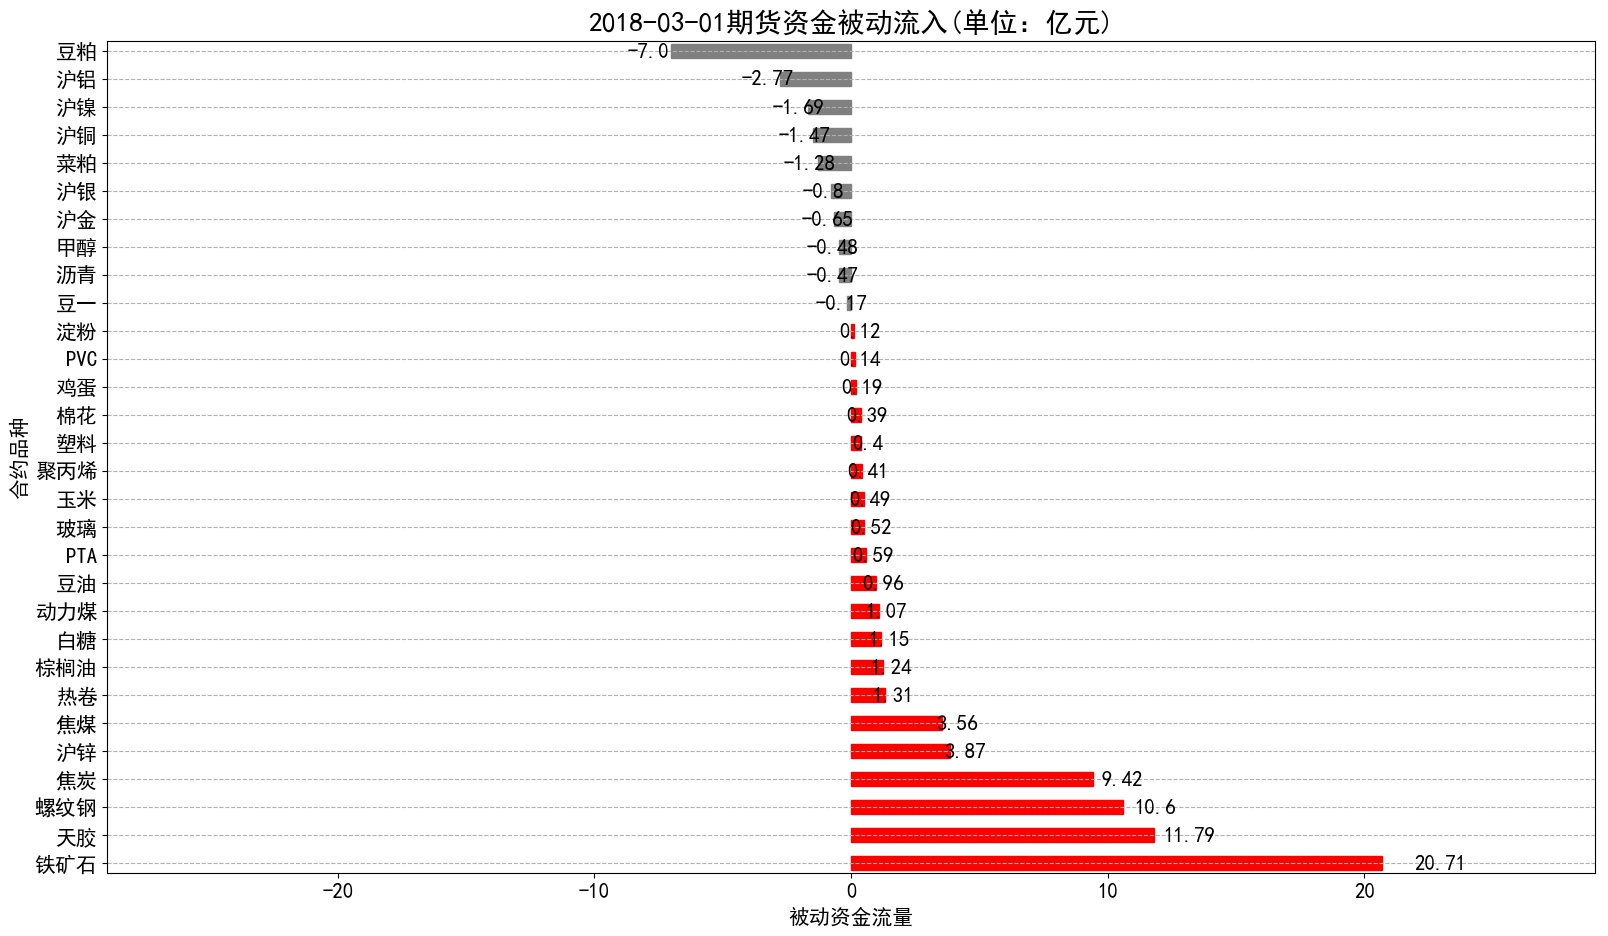 2018-03-01期货资金被动流入(单位：亿元)
合约品种
豆粕 -7.0
沪铝 -2.77
沪镍 -1.69
沪铜 -1.47
菜粕 -1.28
沪银 -0.8
沪金 -0.65
甲醇 -0.48
沥青 -0.47
豆一 -0.17
淀粉 0.12
PVC 0.14
鸡蛋 0.19
棉花 0.39
塑料 0.4
聚丙烯 0.41
玉米 0.49
玻璃 0.52
PTA 0.59
豆油 0.96
动力煤 1.07
白糖 1.15
棕榈油 1.24
热卷 1.31
焦煤 3.56
沪锌 3.87
焦炭 9.42
螺纹钢 10.6
天胶 11.79
铁矿石 20.71
-20 -10 0 10 20
被动资金流量